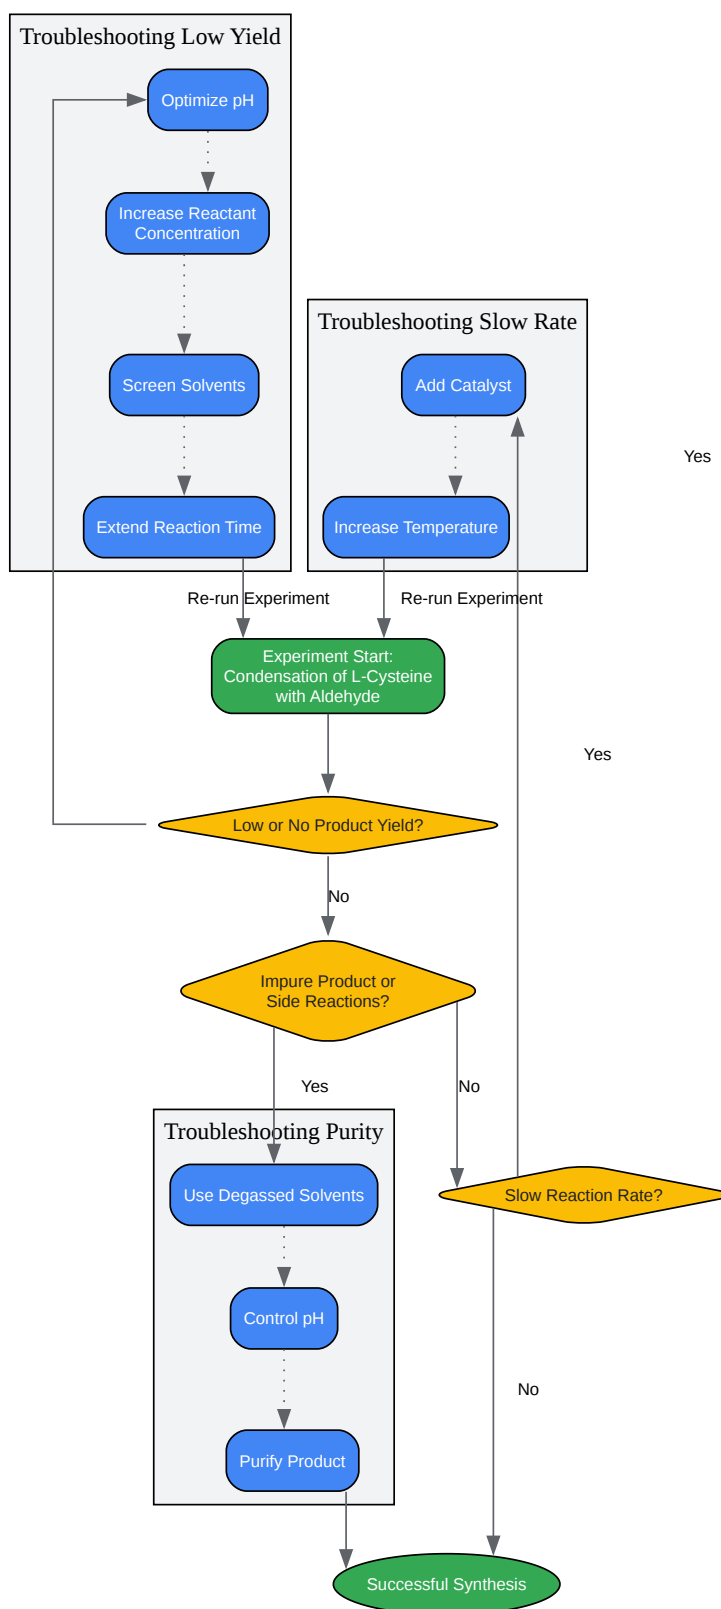 Troubleshooting Low Yield
Optimize pH
Increase Reactant
Concentration
Troubleshooting Slow Rate
Screen Solvents
Add Catalyst
Yes
Extend Reaction Time
Increase Temperature
Re-run Experiment
Re-run Experiment
Experiment Start:
Condensation of L-Cysteine
with Aldehyde
Yes
Low or No Product Yield?
No
Impure Product or
Side Reactions?
Yes
No
Troubleshooting Purity
Use Degassed Solvents
Slow Reaction Rate?
Control pH
No
Purify Product
Successful Synthesis